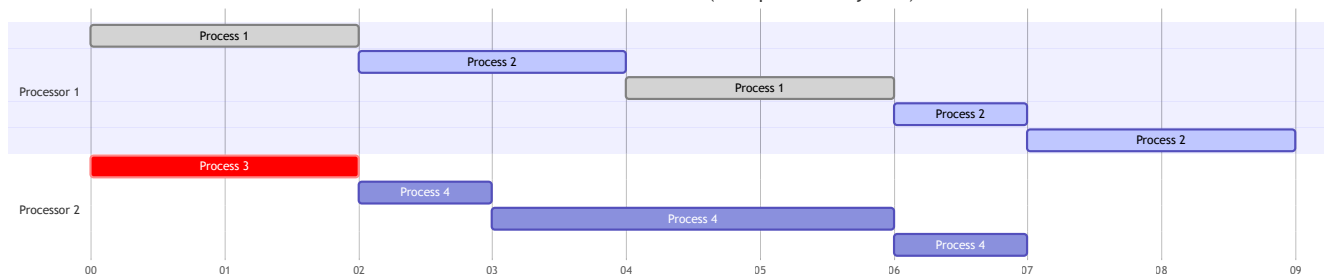 Process 1
Process 2
Processor 1
Process 1
Process 2
Process 2
Process 3
Process 4
Processor 2
Process 4
Process 4
00 01 02 03 04 05 06 07 08 09